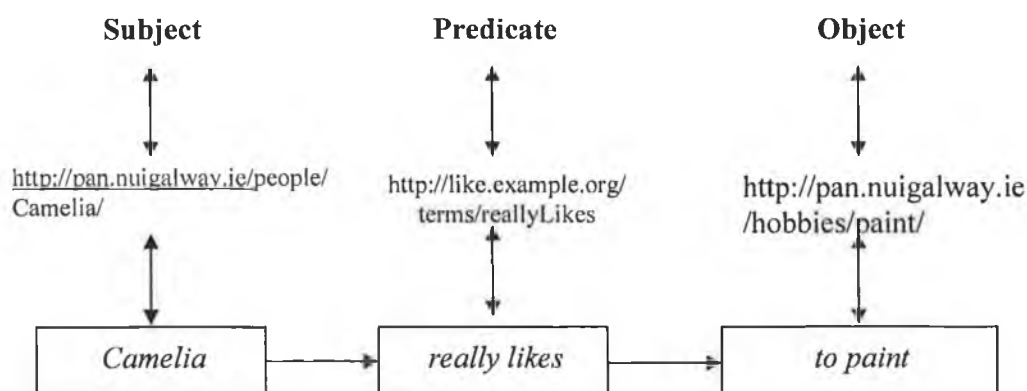 Subject
Predicate
Object
http://pan.nuigalway.ie/people/
Camelia/
http://like.example.org/
terms/reallyLikes
http://pan.nuigalway.ie
/hobbies/paint/
Camelia
really likes
to paint